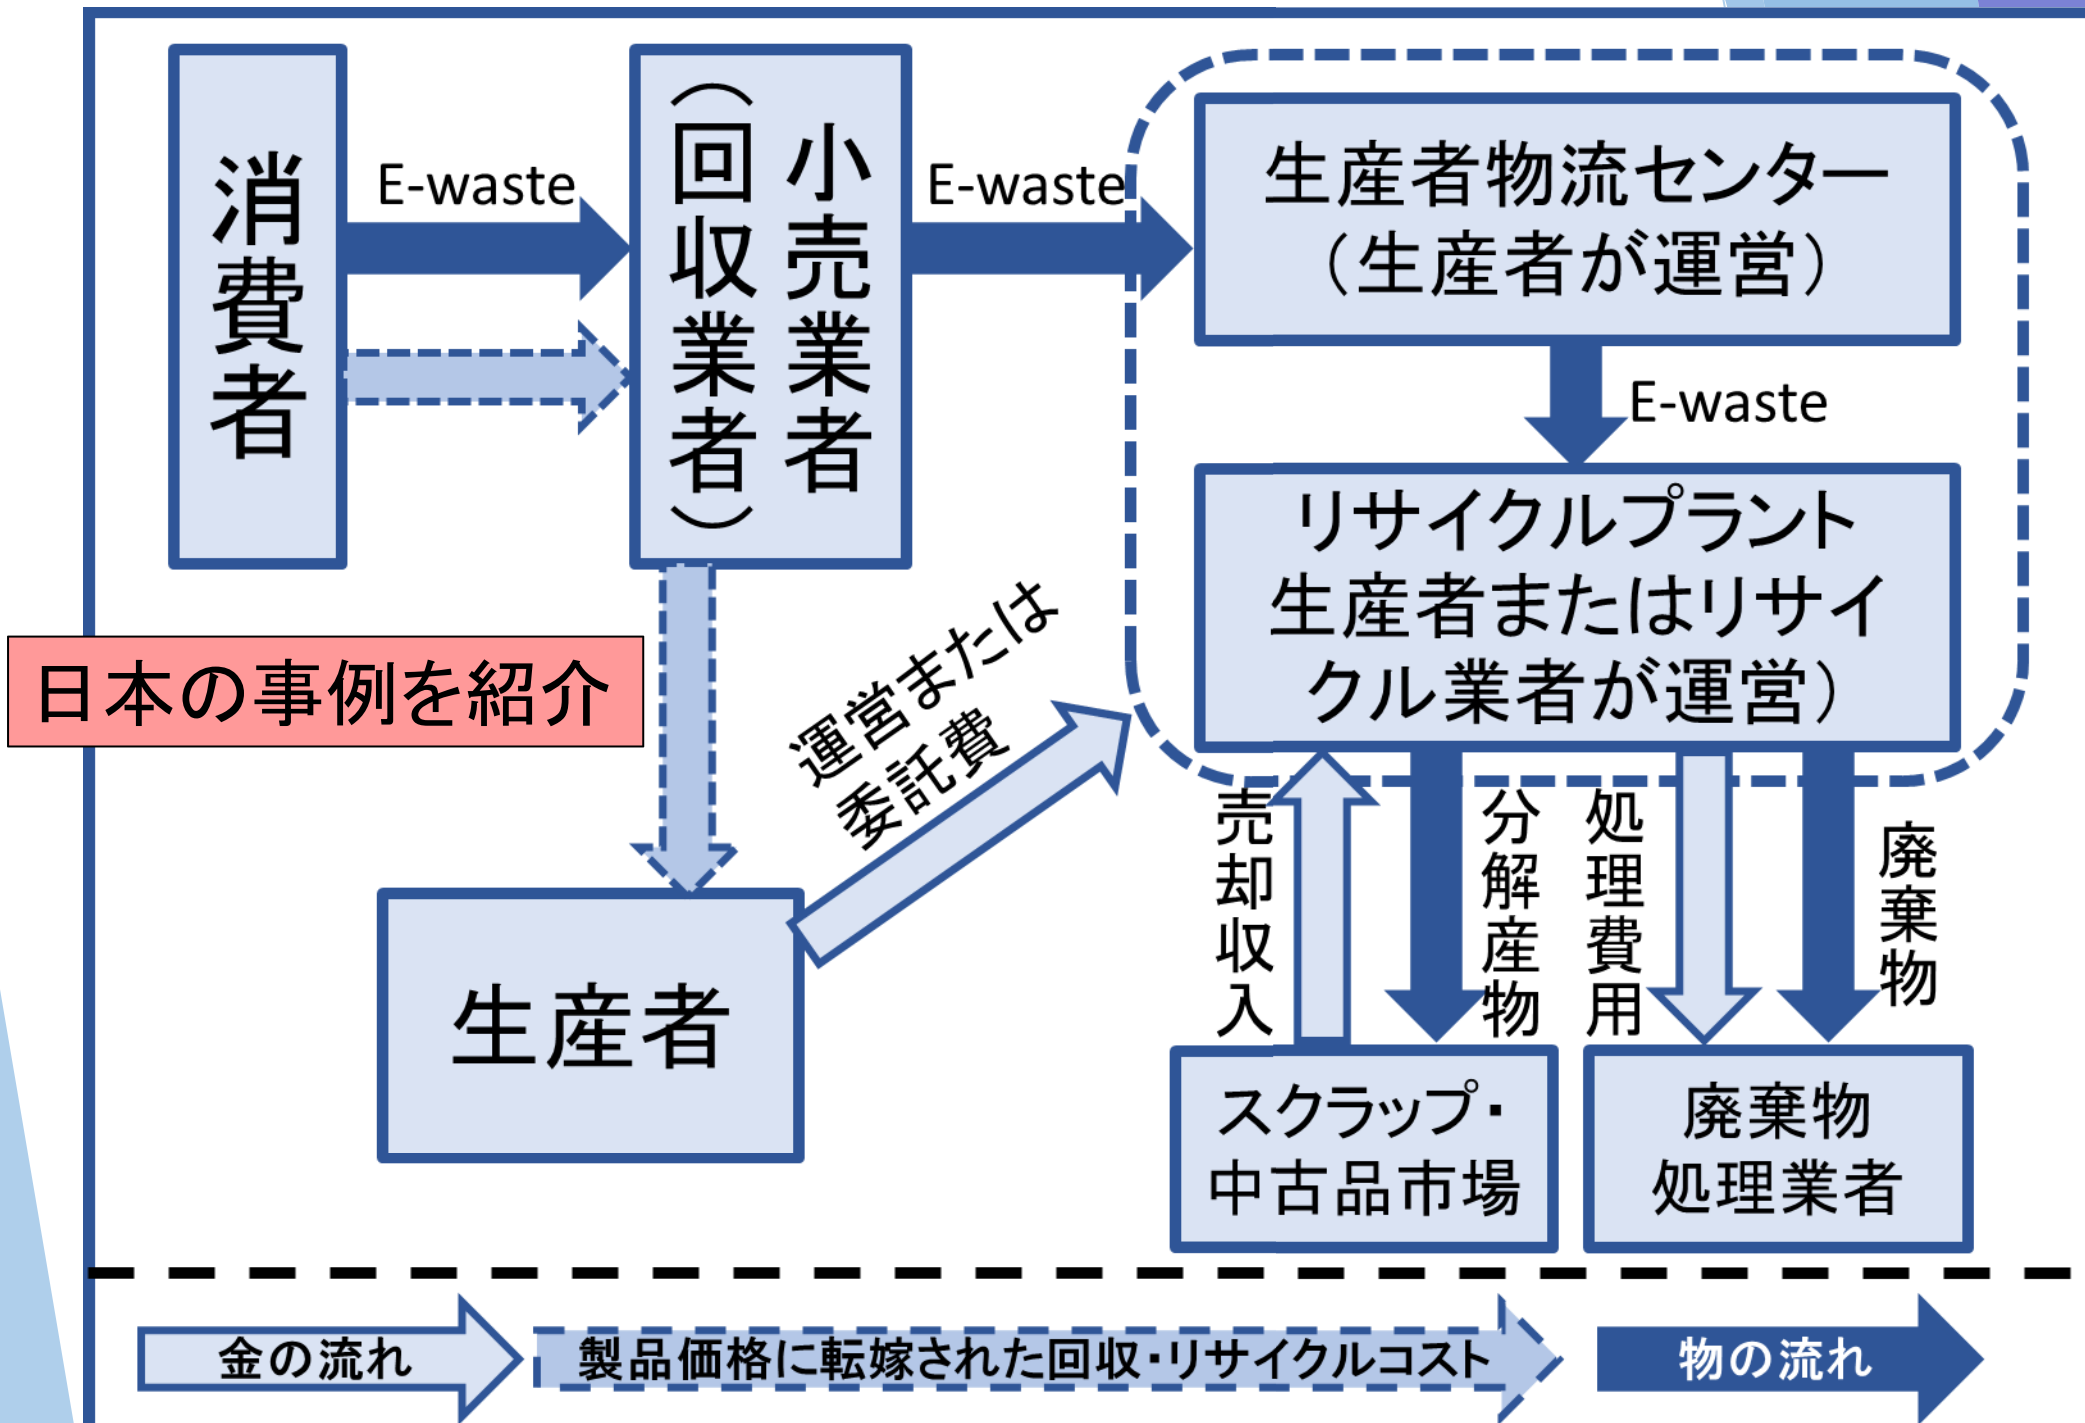 消費者
E-waste
小売業者
（回収業者）
E-waste
生産者物流センター
（生産者が運営）
E-waste
リサイクルプラント
生産者またはリサイ
クル業者が運営）
日本の事例を紹介
運営または
委託費
生産者
売却収入
分解産物
処理費用
廃棄物
スクラップ・
中古品市場
廃棄物
処理業者
金の流れ
製品価格に転嫁された回収・リサイクルコスト
物の流れ